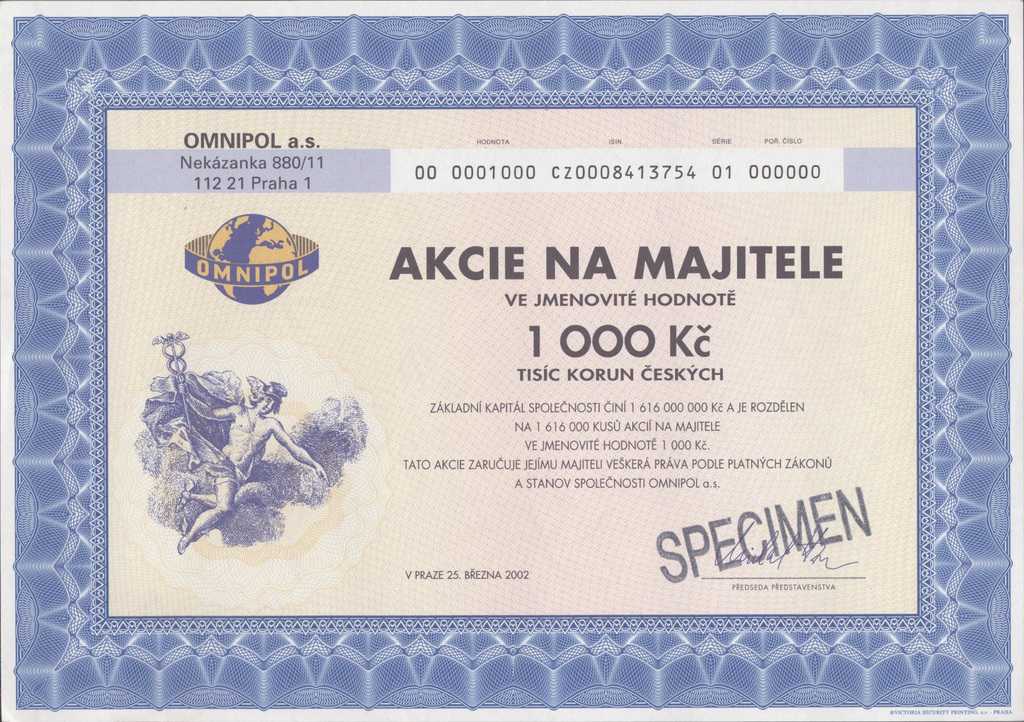 OMNIPOL a.s.
Nekázanka 880/11
112 21 Praha 1
HODNOTA ISIN SÉRIE POŘ. ČÍSLO
00 0001000 CZ0008413754 01 000000
OMNIPOL
AKCIE NA MAJITELE
VE JMENOVITÉ HODNOTĚ
1 000 Kč
TISÍC KORUN ČESKÝCH
ZÁKLADNÍ KAPITÁL SPOLEČNOSTI ČINÍ 1 616 000 000 Kč A JE ROZDĚLEN
NA 1 616 000 KUSŮ AKCIÍ NA MAJITELE
VE JMENOVITÉ HODNOTĚ 1 000 Kč.
TATO AKCIE ZARUČUJE JEJÍMU MAJITELI VEŠKERÁ PRÁVA PODLE PLATNÝCH ZÁKONŮ
A STANOV SPOLEČNOSTI OMNIPOL a.s.
SPECIMEN
V PRAZE 25. BŘEZNA 2002
PŘEDSEDA PŘEDSTAVENSTVA
©VICTORIA SECURITY PRINTING, a.s. - PRAHA